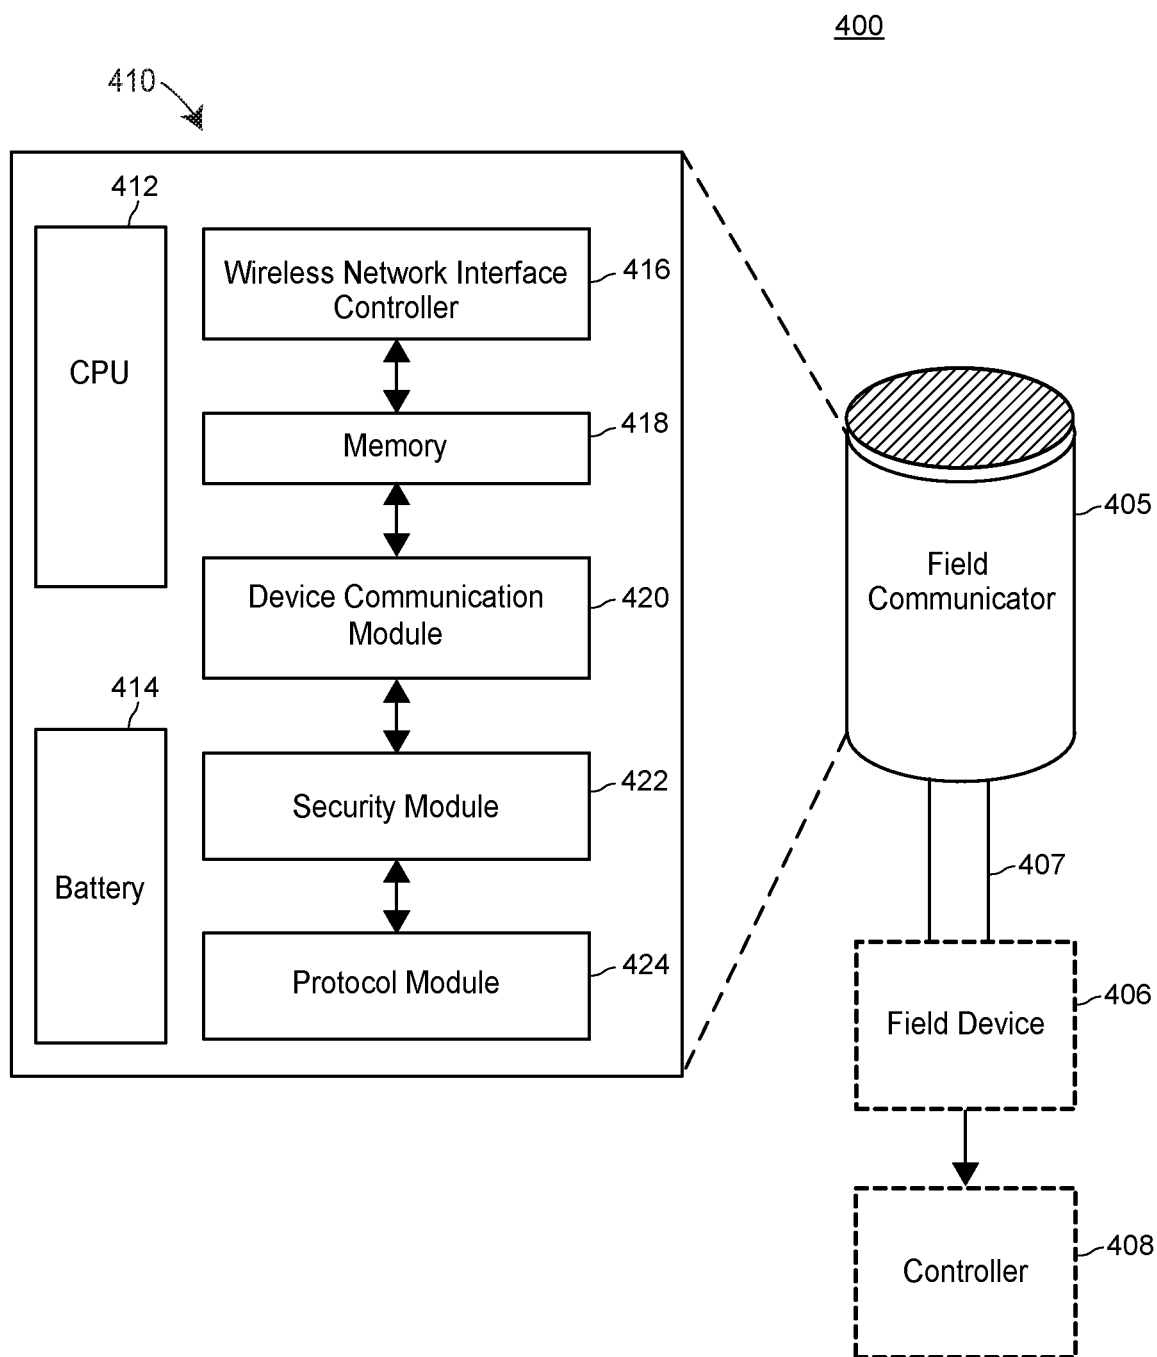 400
410
412
CPU
Wireless Network Interface
Controller
416
Memory
418
Device Communication
Module
420
414
Battery
Security Module
422
Protocol Module
424
Field
Communicator
405
407
Field Device
406
Controller
408